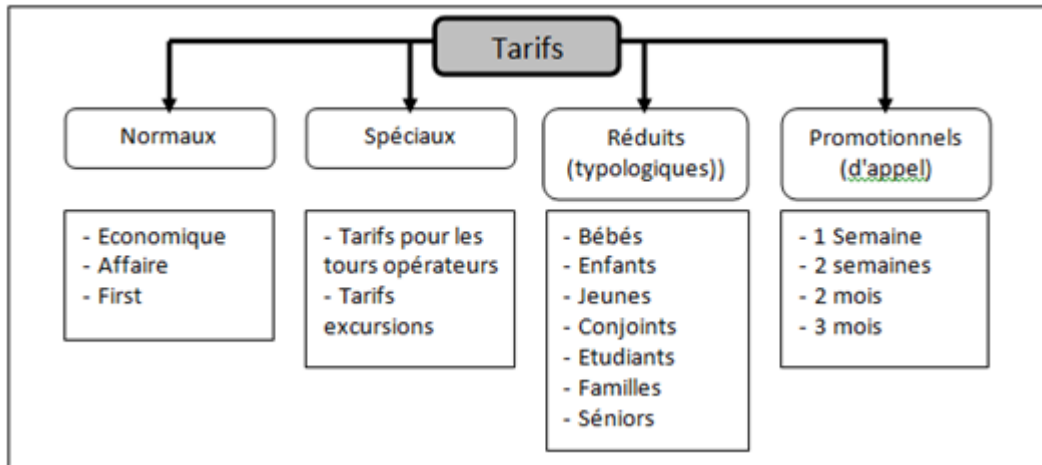 Tarifs
Normaux
Spéciaux
Réduits
(typologiques))
Promotionnels
(d'appel)
- Economique
- Affaire
- First
- Tarifs pour les
tours opérateurs
- Tarifs
excursions
- Bébés
- Enfants
- Jeunes
- Conjoints
- Etudiants
- Familles
- Séniors
- 1 Semaine
- 2 semaines
- 2 mois
- 3 mois